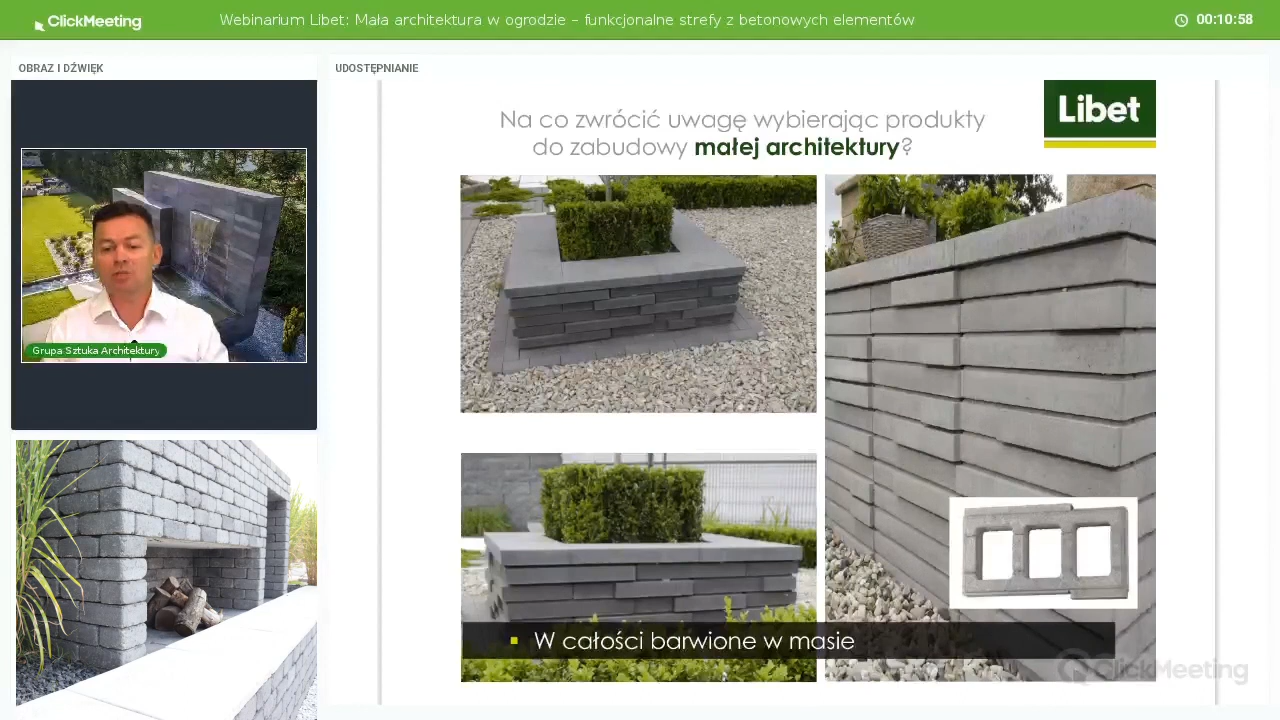 ClickMeeting
Webinarium Libet: Mała architektura w ogrodzie – funkcjonalne strefy z betonowych elementów
00:10:58
OBRAZ I DŹWIĘK
UDOSTĘPNIANIE
Na co zwrócić uwagę wybierając produkty
do zabudowy małej architektury?
Libet
Grupa Sztuka Architektury
W całości barwione w masie
ClickMeeting